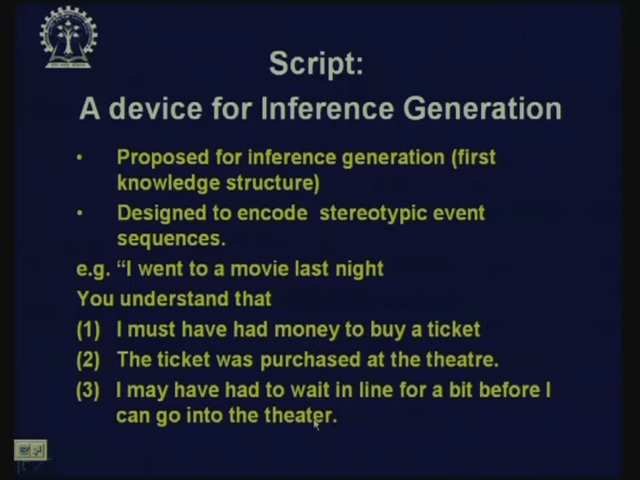 Script:
A device for Inference Generation
• Proposed for inference generation (first
knowledge structure)
• Designed to encode stereotypic event
sequences.
e.g. “I went to a movie last night
You understand that
(1) I must have had money to buy a ticket
(2) The ticket was purchased at the theatre.
(3) I may have had to wait in line for a bit before I
can go into the theater.